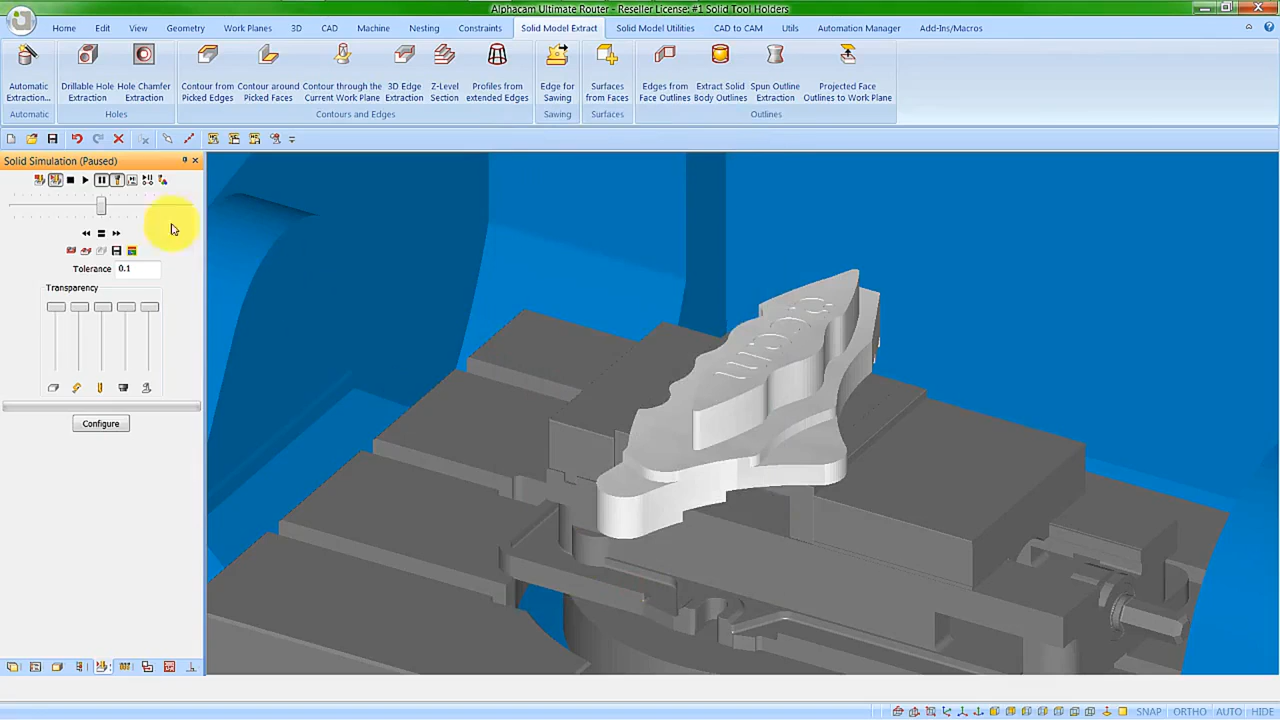 Alphacam Ultimate Router - Reseller License: #1 Solid Tool Holders
Home Edit View Geometry Work Planes 3D CAD Machine Nesting Constraints Solid Model Extract Solid Model Utilities CAD to CAM Utils Automation Manager Add-Ins/Macros
Automatic Drillable Hole Hole Chamfer Contour from Contour around Contour through the 3D Edge Z-Level Profiles from Edge for Surfaces Edges from Extract Solid Spun Outline Projected Face
Extraction... Extraction Extraction Picked Edges Picked Faces Current Work Plane Extraction Section extended Edges Sawing from Faces Face Outlines Body Outlines Extraction Outlines to Work Plane
Automatic Holes Contours and Edges Sawing Surfaces Outlines
Solid Simulation (Paused)
Tolerance 0.1
Transparency
Configure
SNAP ORTHO AUTO HIDE